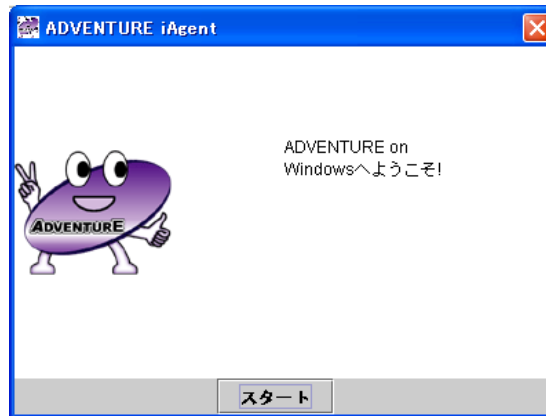 ADVENTURE iAgent
ADVENTURE on
Windowsへようこそ!
ADVENTURE
スタート